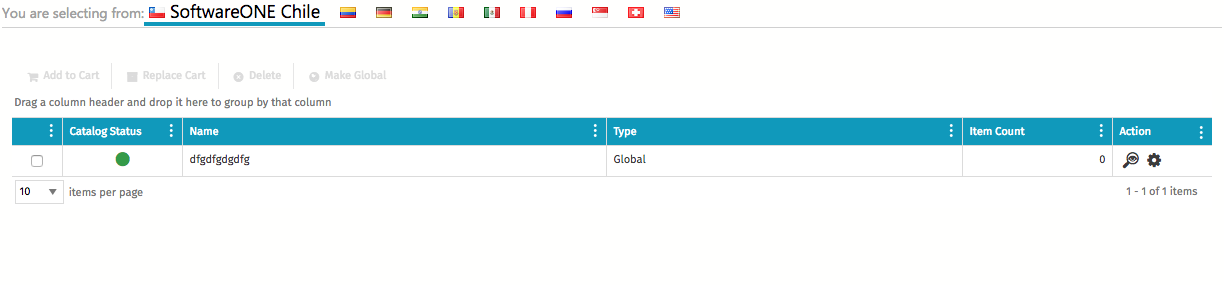 You are selecting from: SoftwareONE Chile
Add to Cart Replace Cart Delete Make Global
Drag a column header and drop it here to group by that column
Catalog Status Name Type Item Count Action
dfgdfgdgdfg Global 0
10 items per page 1 - 1 of 1 items